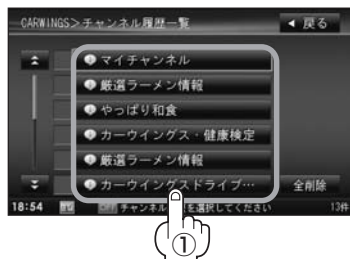 CARWINGS>チャンネル履歴一覧
◀ 戻る
マイチャンネル
厳選ラーメン情報
やっぱり和食
カーウイングス・健康検定
厳選ラーメン情報
カーウイングスドライブ…
全削除
18:54
チャンネル を選択してください
13件
①